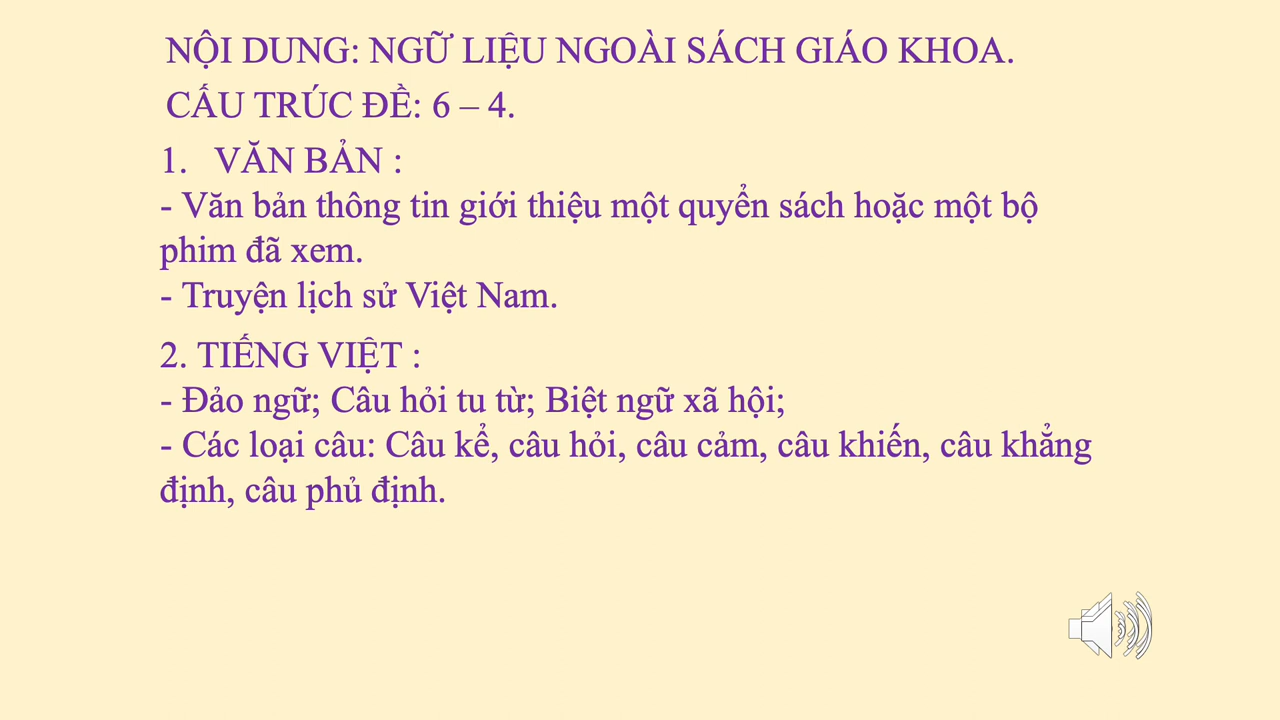 NỘI DUNG: NGỮ LIỆU NGOÀI SÁCH GIÁO KHOA.
CẤU TRÚC ĐỀ: 6 – 4.
1. VĂN BẢN :
- Văn bản thông tin giới thiệu một quyển sách hoặc một bộ
phim đã xem.
- Truyện lịch sử Việt Nam.
2. TIẾNG VIỆT :
- Đảo ngữ; Câu hỏi tu từ; Biệt ngữ xã hội;
- Các loại câu: Câu kể, câu hỏi, câu cảm, câu khiến, câu khẳng
định, câu phủ định.